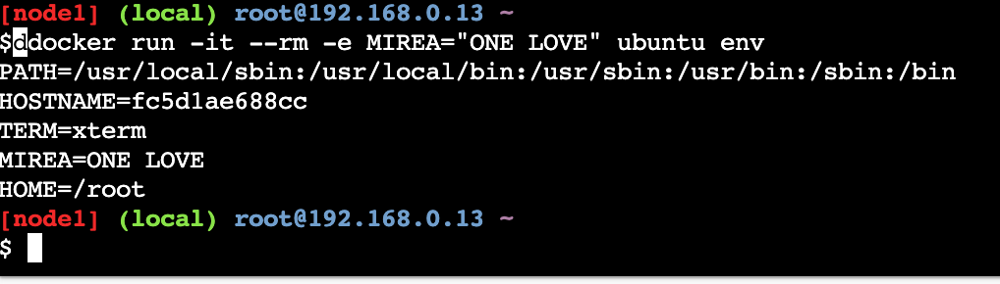 [node1] (local) root@192.168.0.13 ~
$ddocker run -it --rm -e MIREA="ONE LOVE" ubuntu env
PATH=/usr/local/sbin:/usr/local/bin:/usr/sbin:/usr/bin:/sbin:/bin
HOSTNAME=fc5d1ae688cc
TERM=xterm
MIREA=ONE LOVE
HOME=/root
[node1] (local) root@192.168.0.13 ~
$